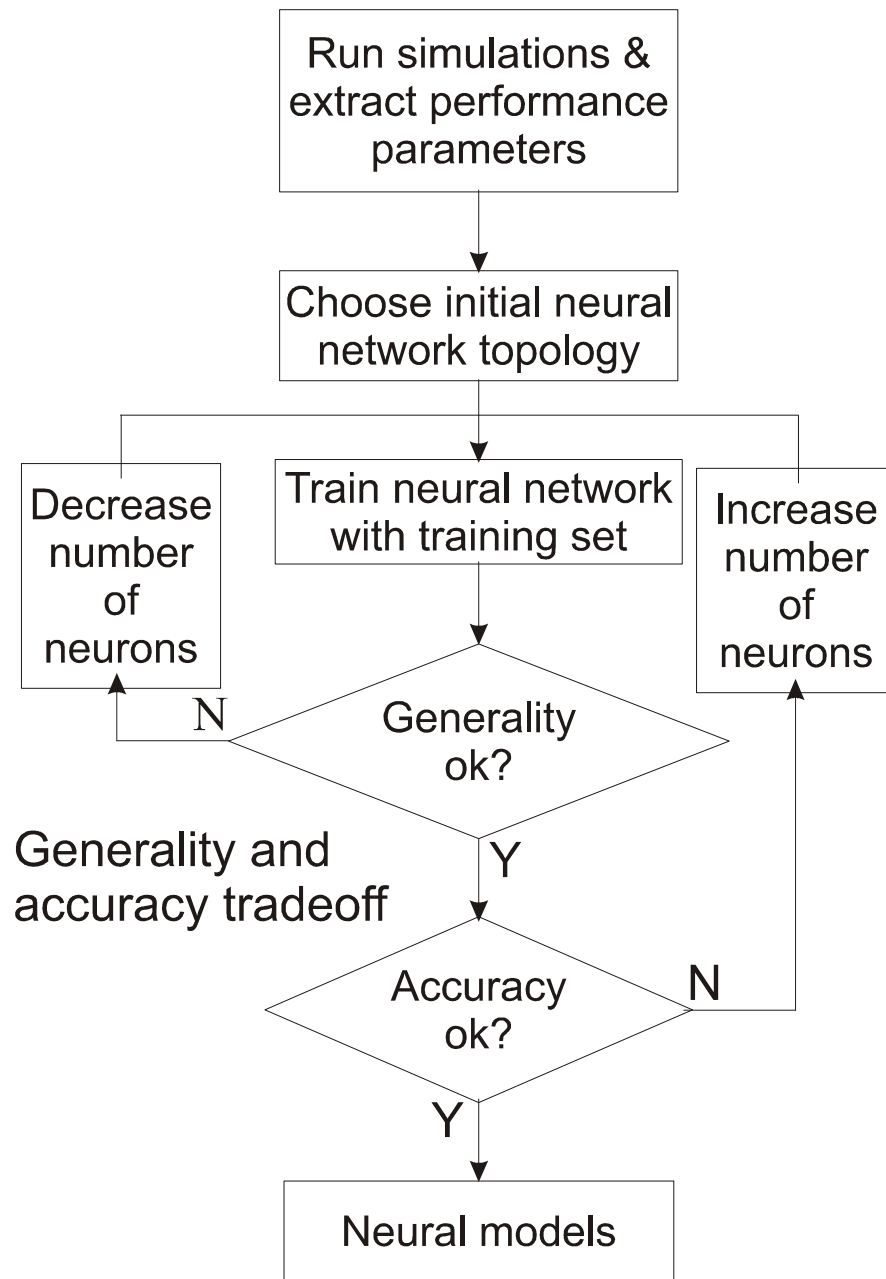 Run simulations &
extract performance
parameters
Choose initial neural
network topology
Decrease
number
of
neurons
Train neural network
with training set
Increase
number
of
neurons
N
Generality
ok?
Generality and
accuracy tradeoff
Y
Accuracy
ok?
N
Y
Neural models